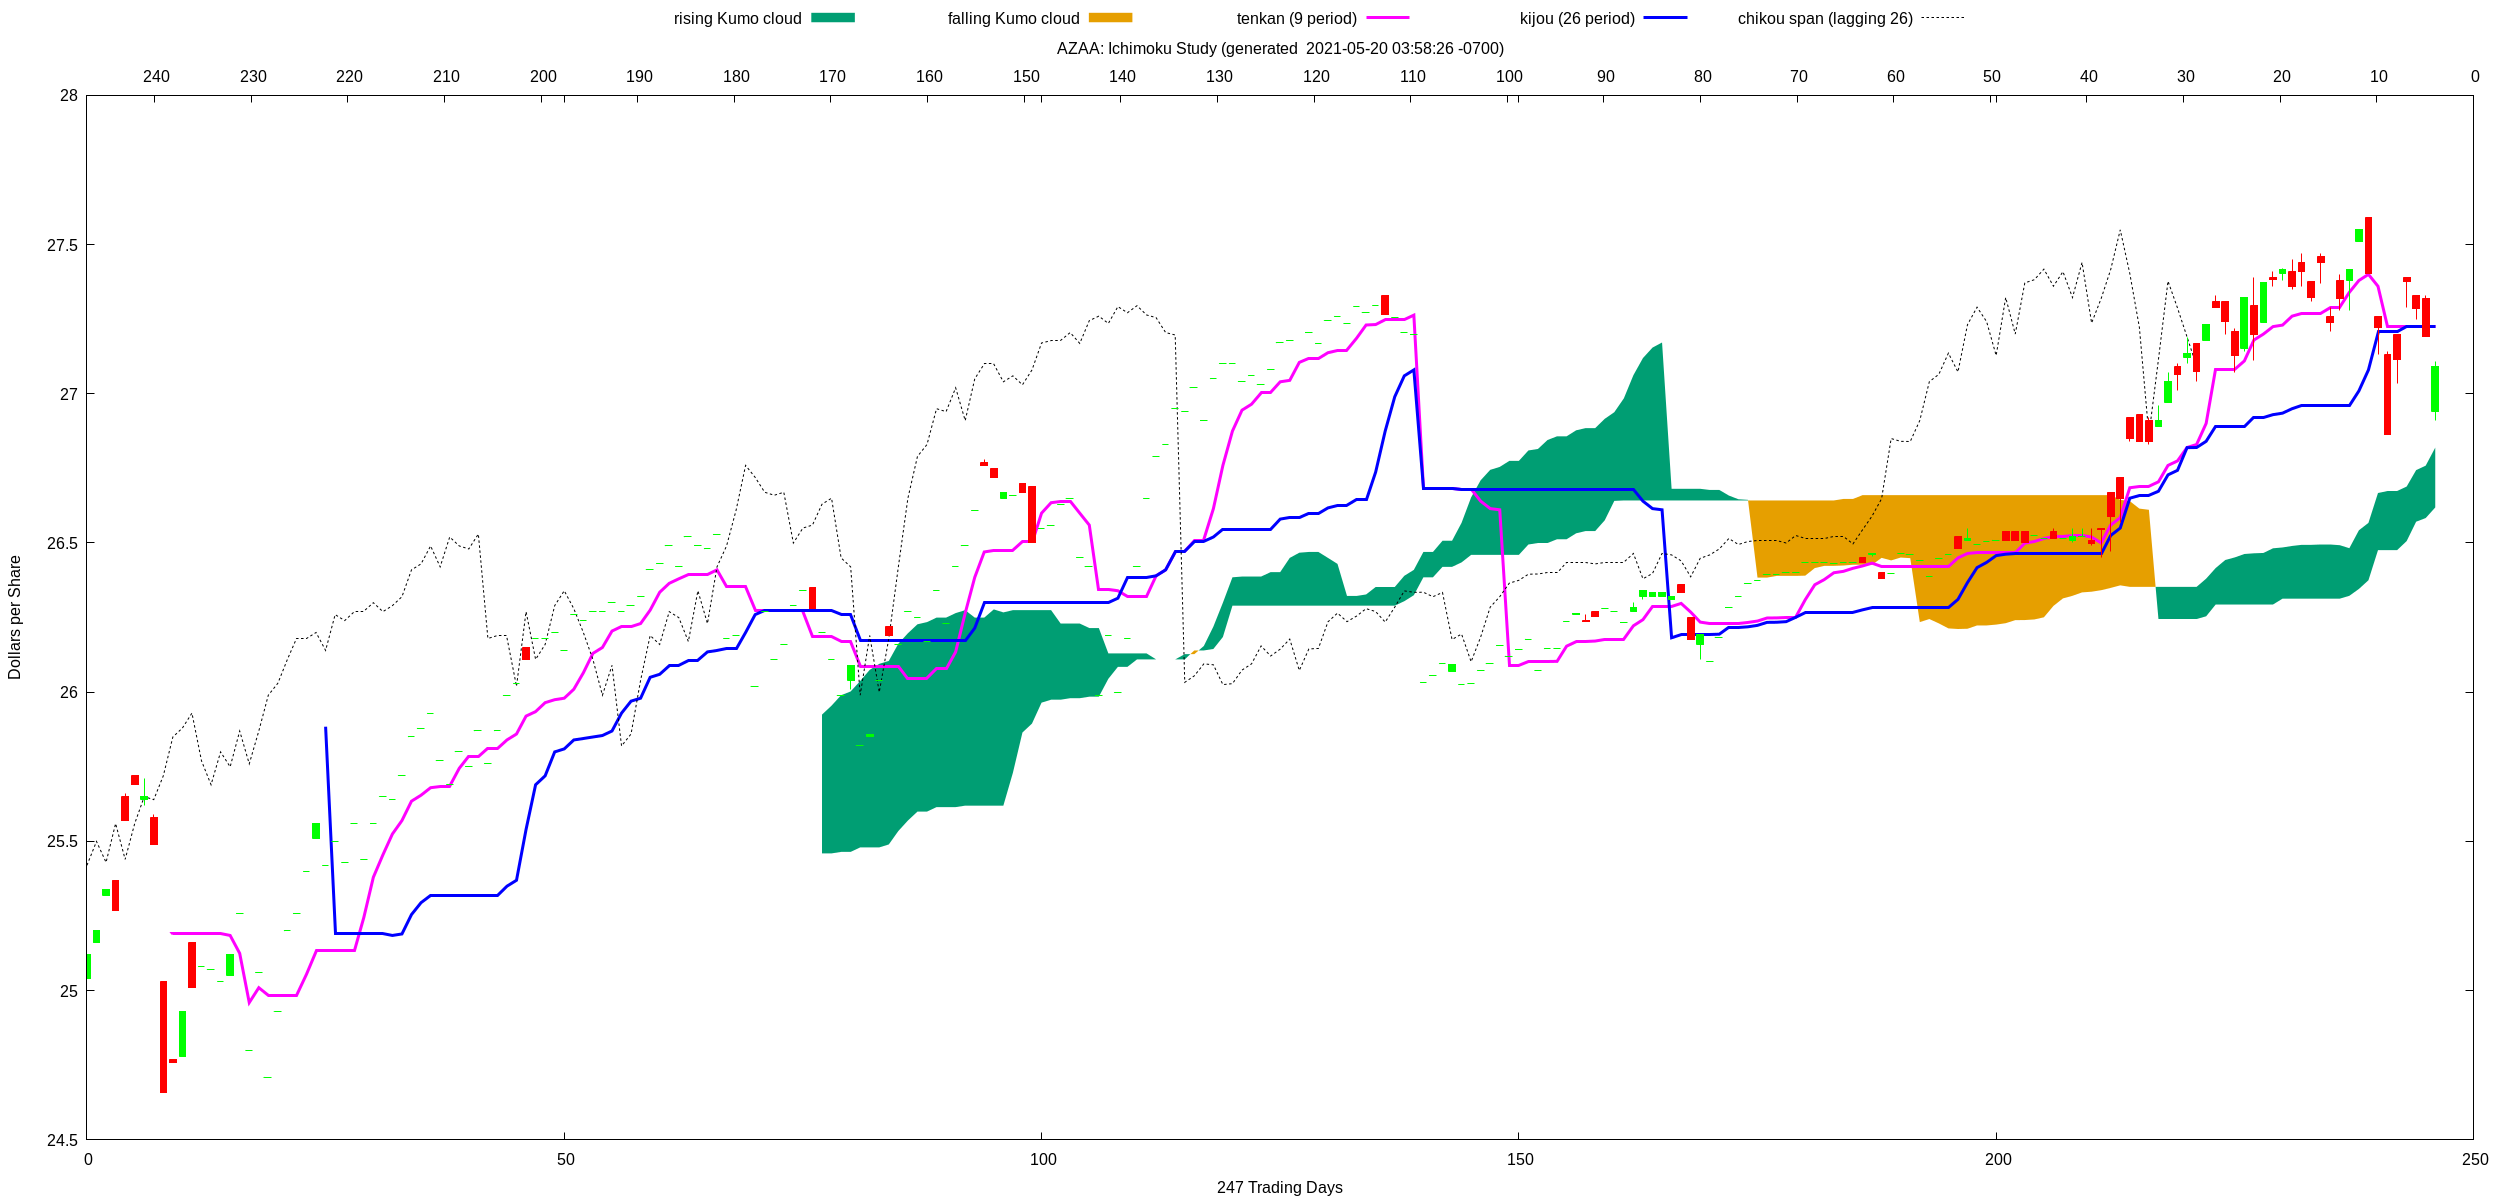 rising Kumo cloud falling Kumo cloud tenkan (9 period) kijou (26 period) chikou span (lagging 26)
AZAA: Ichimoku Study (generated  2021-05-20 03:58:26 -0700)
240 230 220 210 200 190 180 170 160 150 140 130 120 110 100 90 80 70 60 50 40 30 20 10 0
28
27.5
27
26.5
26
25.5
25
24.5
Dollars per Share
0 50 100 150 200 250
247 Trading Days